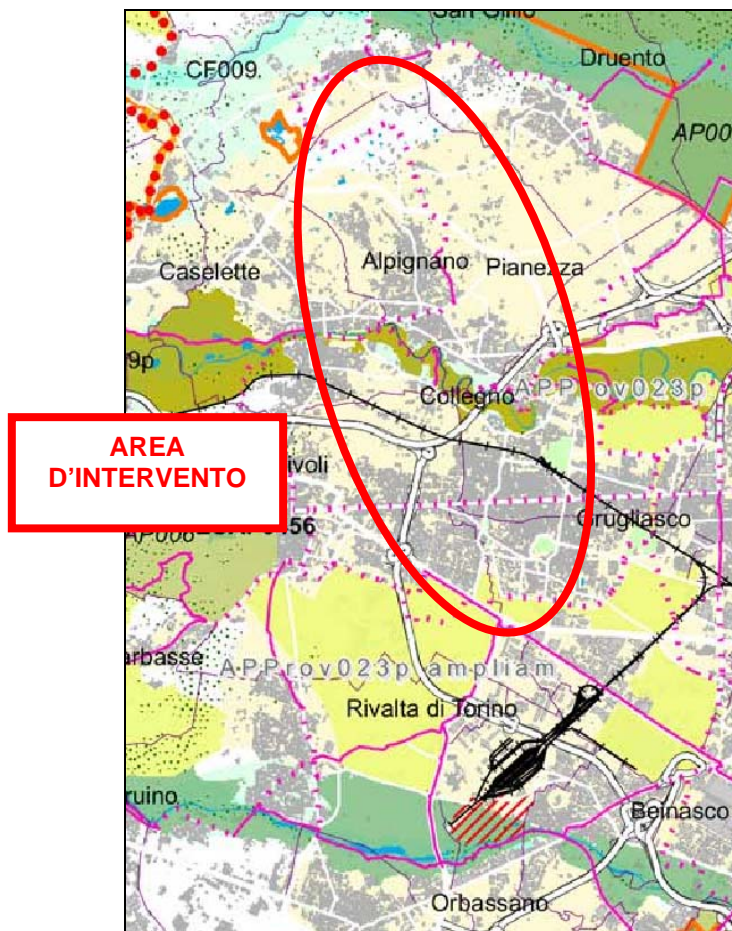 San Gillio
Druento
CF009.
AP00
Alpignano
Pianezza
Caselette
9p
Collegno
APProv023p
AREA
D'INTERVENTO
ivoli
Grugliasco
AP006
56
arbasse
APProv023p ampliam
Rivalta di Torino
ruino
Beinasco
Orbassano